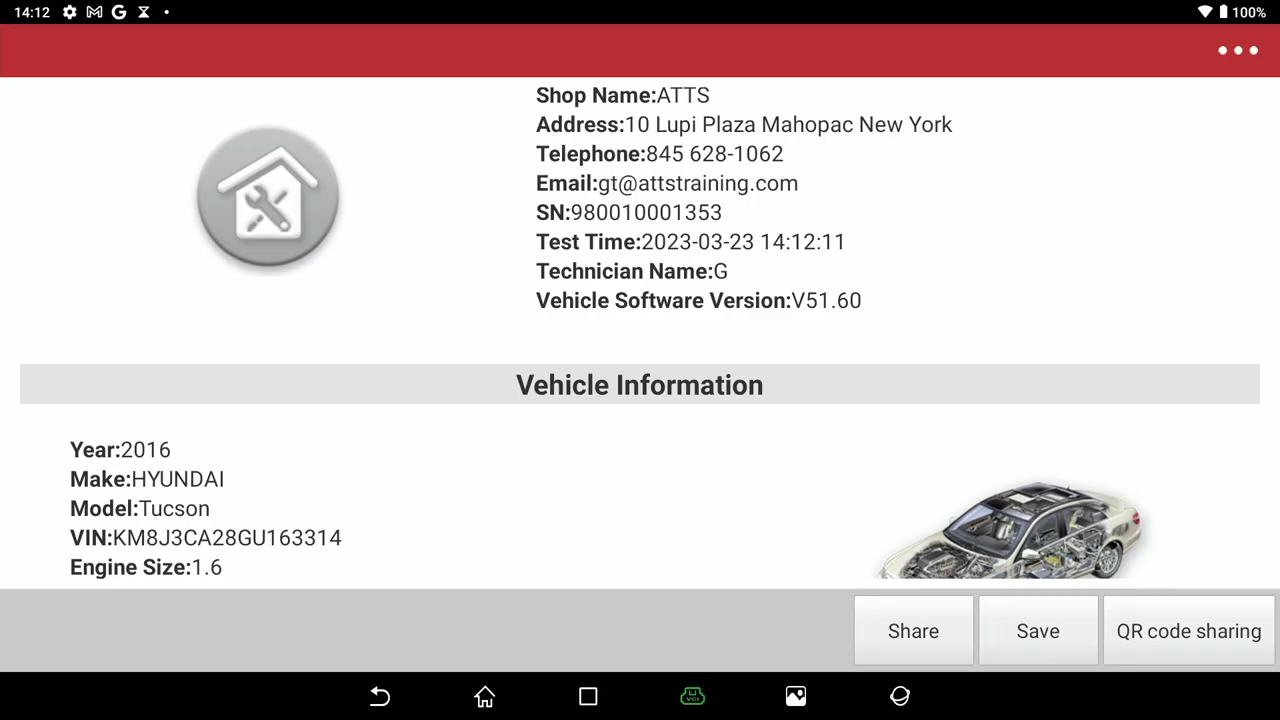 14:12
100%
Shop Name:ATTS
Address:10 Lupi Plaza Mahopac New York
Telephone:845 628-1062
Email:gt@attstraining.com
SN:980010001353
Test Time:2023-03-23 14:12:11
Technician Name:G
Vehicle Software Version:V51.60
Vehicle Information
Year:2016
Make:HYUNDAI
Model:Tucson
VIN:KM8J3CA28GU163314
Engine Size:1.6
Share
Save
QR code sharing
VCI